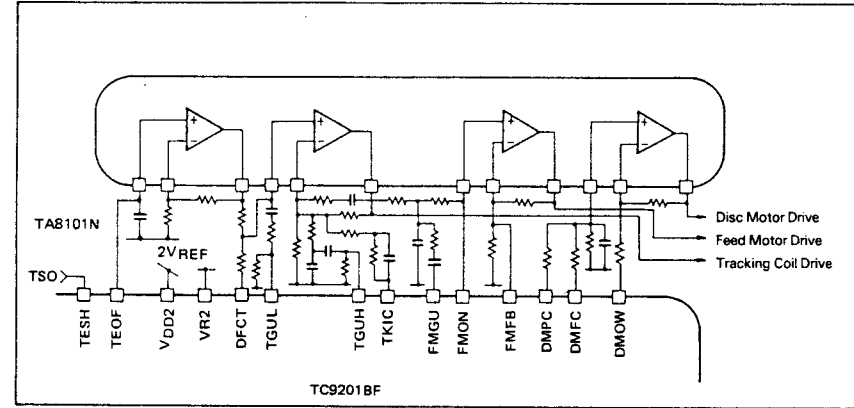 +
−
+
−
+
−
+
−
TA8101N
2VREF
TSO
Disc Motor Drive
Feed Motor Drive
Tracking Coil Drive
TESH
TEOF
VDD2
VR2
DFCT
TGUL
TGUH
TKIC
FMGU
FMON
FMFB
DMPC
DMFC
DMOW
TC9201BF